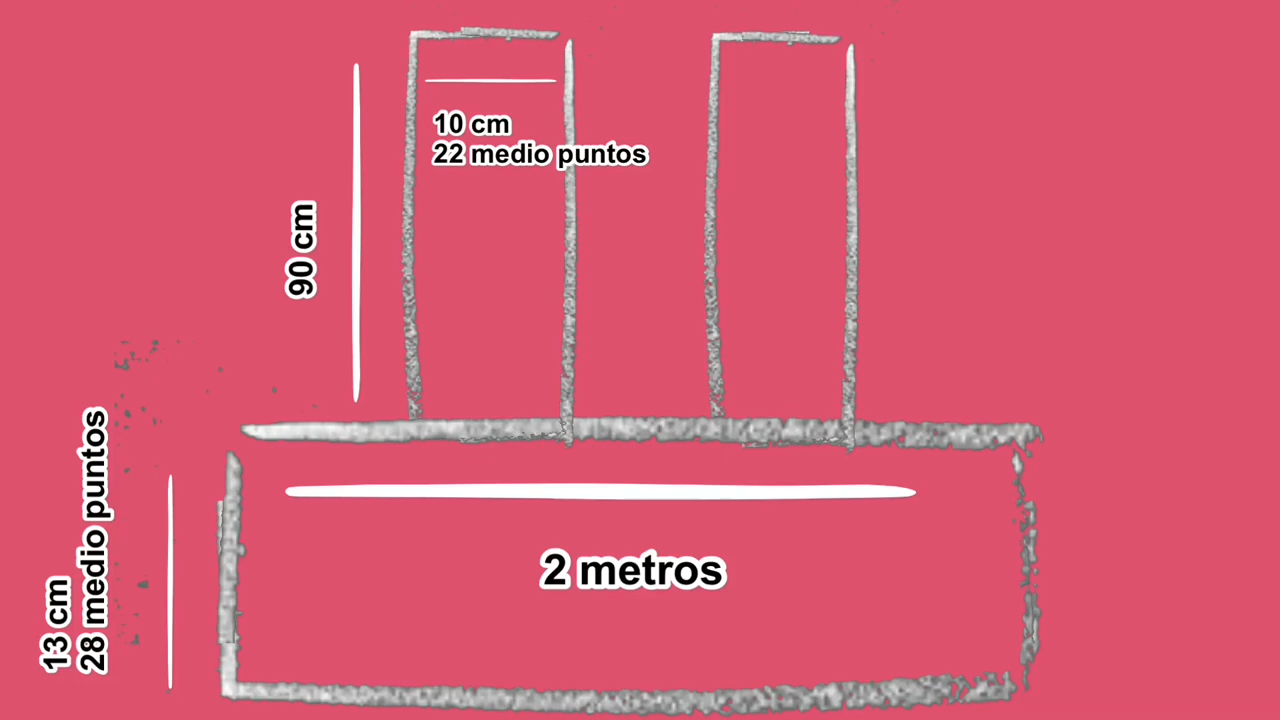 10 cm
22 medio puntos
90 cm
13 cm
28 medio puntos
2 metros